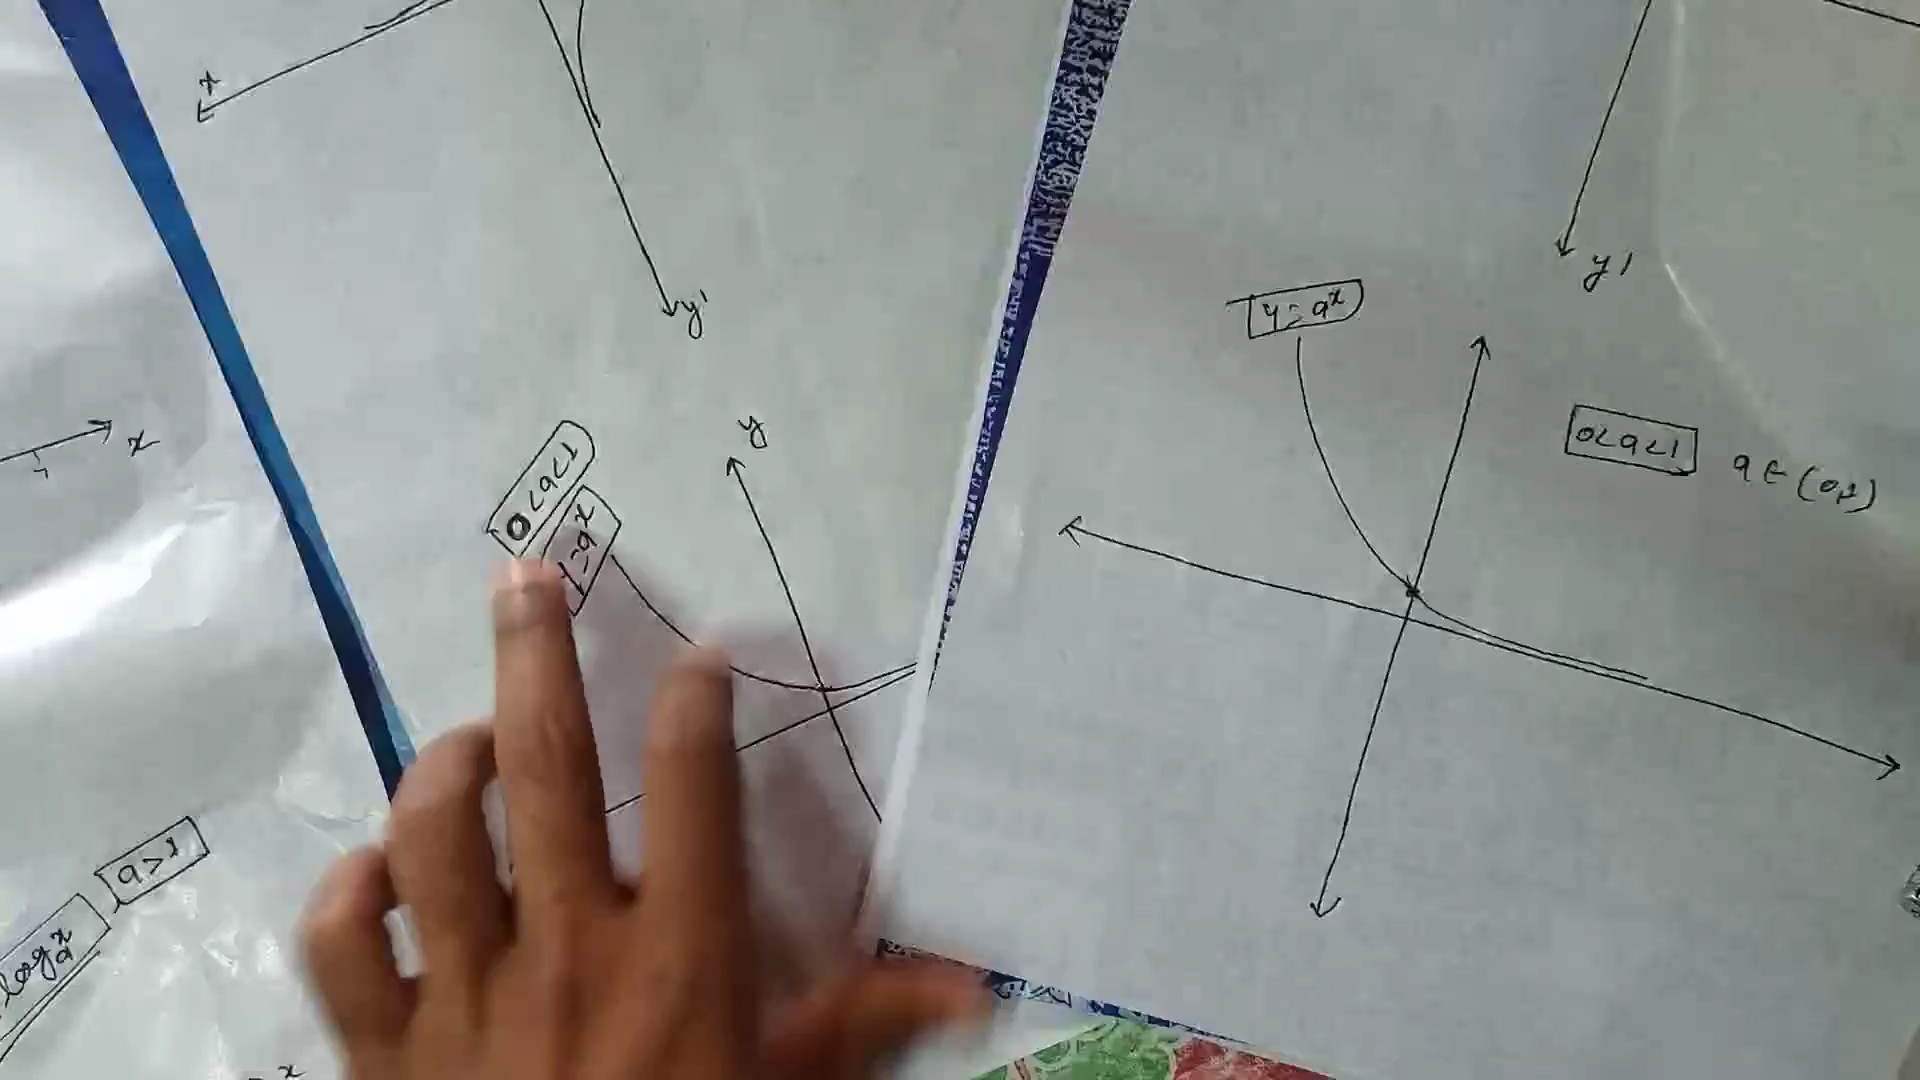 x
y'
y'
y=a^x
x
y
0<a<1
0<a<1 a ∈ (0,1)
y=a^x
a>1
log_a^x
x